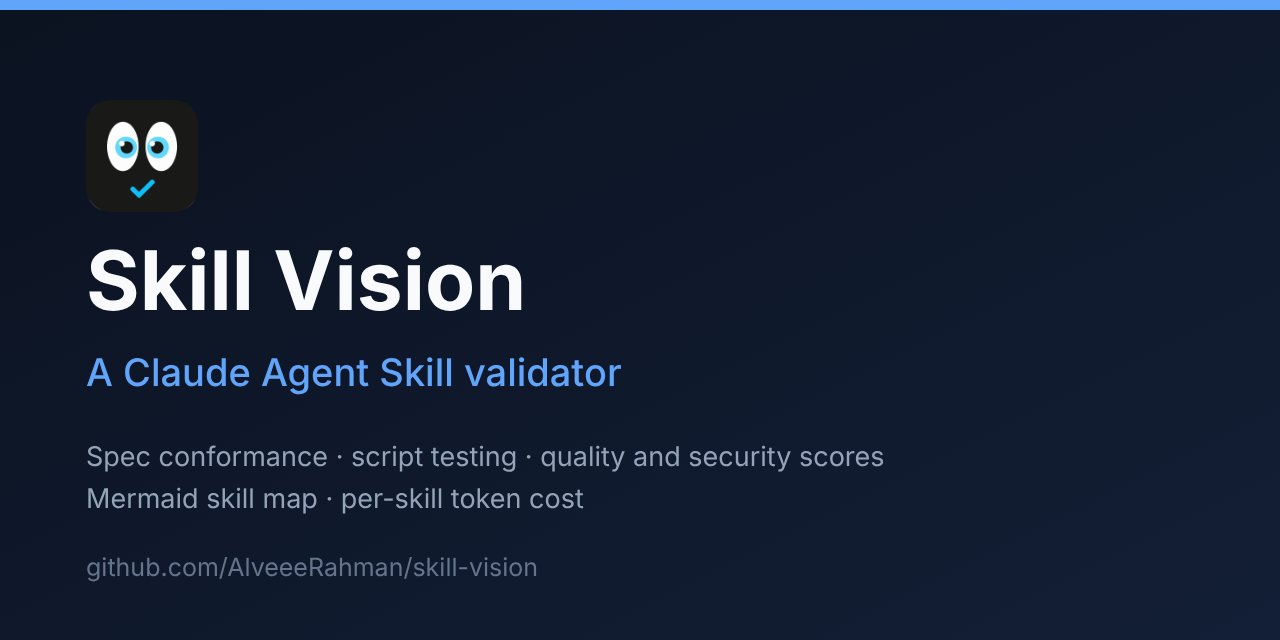 Skill Vision
A Claude Agent Skill validator
Spec conformance · script testing · quality and security scores
Mermaid skill map · per-skill token cost
github.com/AlveeeRahman/skill-vision